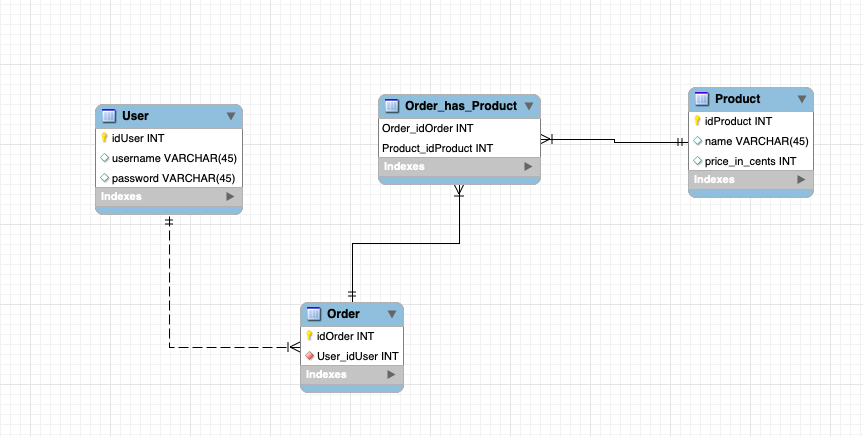 User
idUser INT
username VARCHAR(45)
password VARCHAR(45)
Indexes
Order_has_Product
Order_idOrder INT
Product_idProduct INT
Indexes
Product
idProduct INT
name VARCHAR(45)
price_in_cents INT
Indexes
Order
idOrder INT
User_idUser INT
Indexes